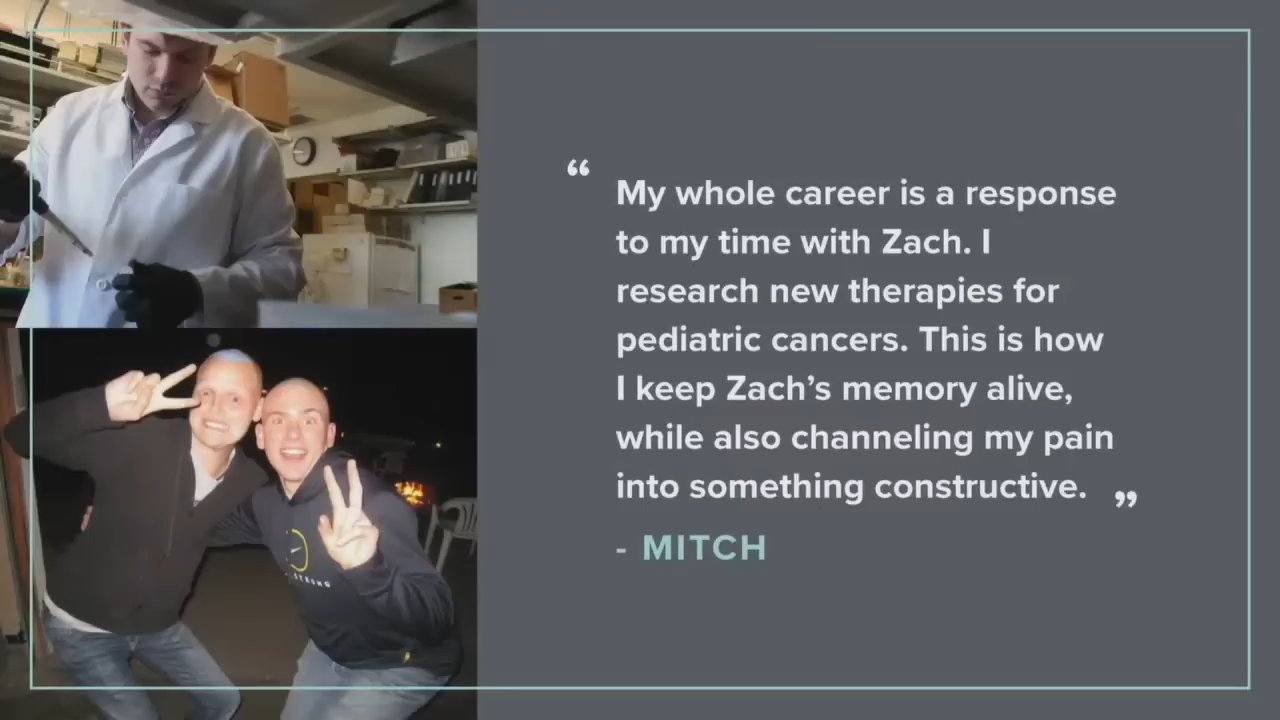 “ My whole career is a response
to my time with Zach. I
research new therapies for
pediatric cancers. This is how
I keep Zach’s memory alive,
while also channeling my pain
into something constructive. ”
- MITCH
STRONG